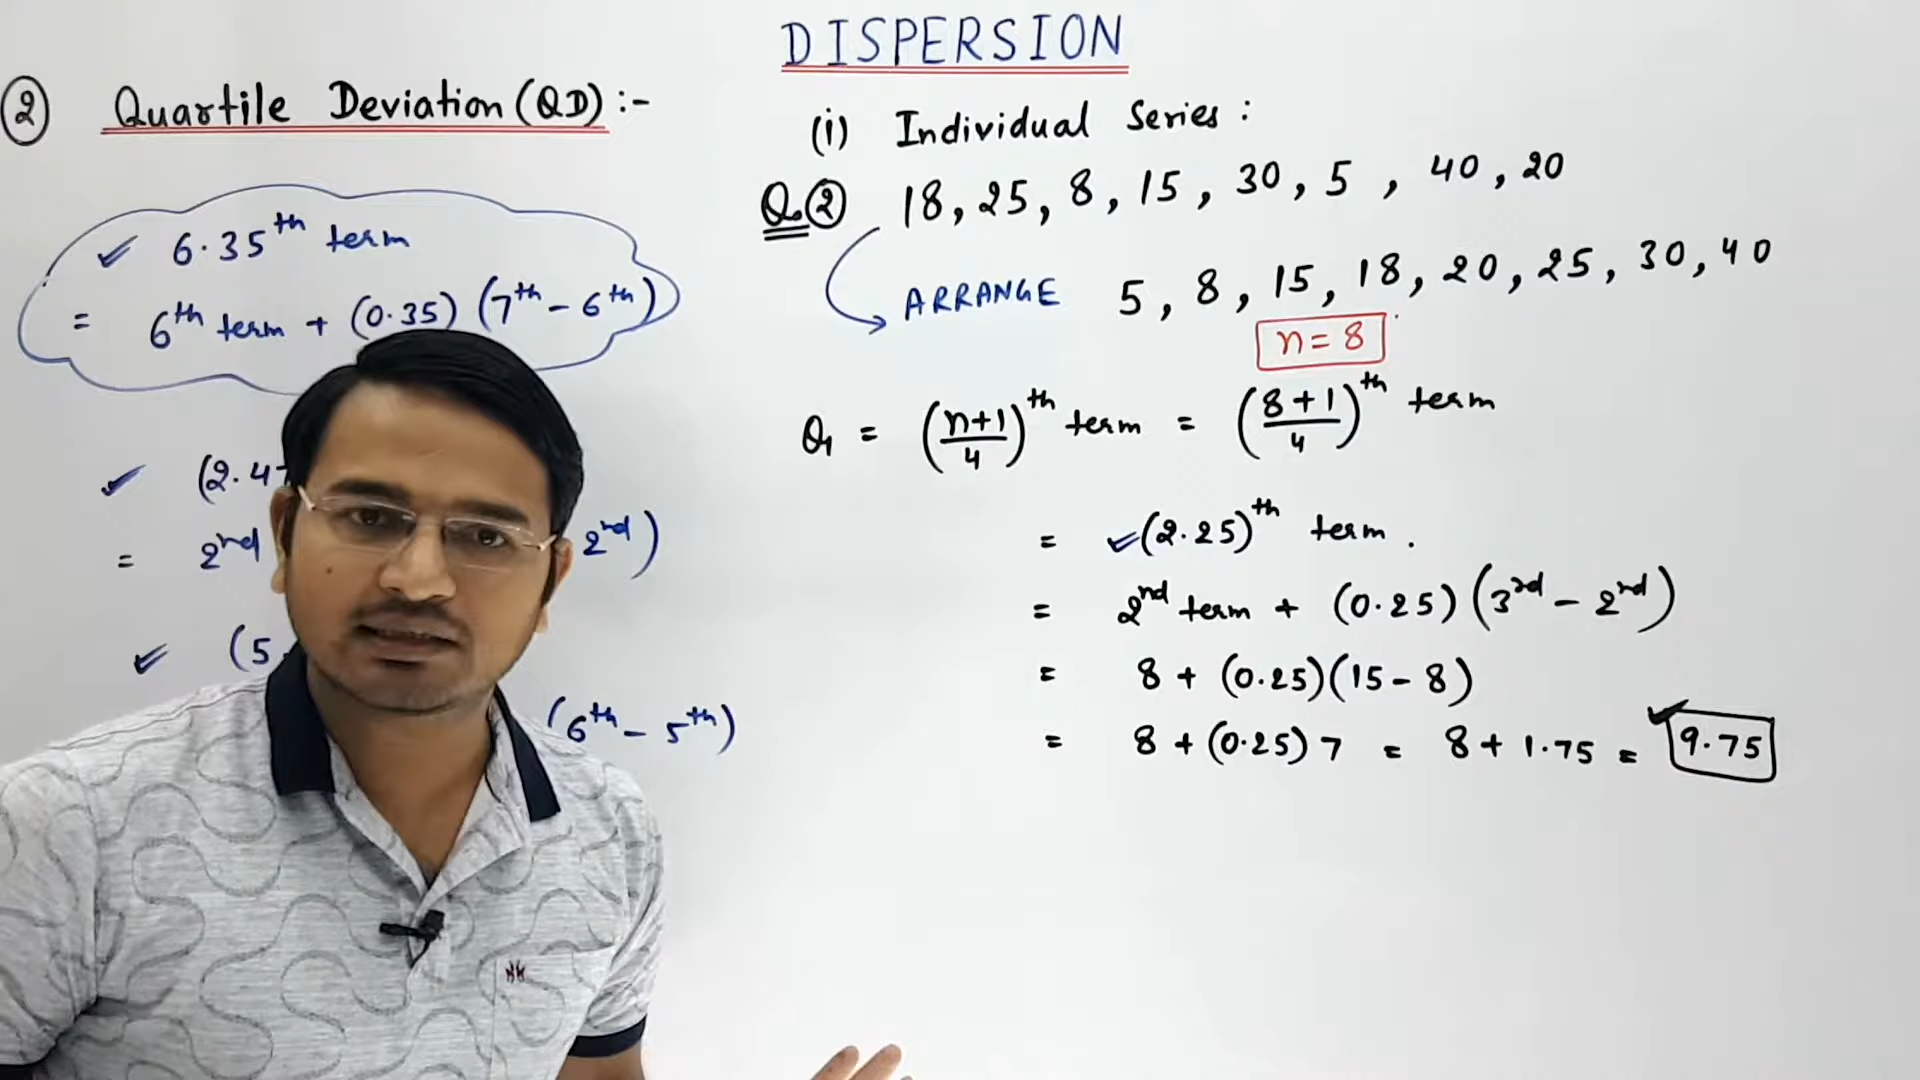 DISPERSION
② Quartile Deviation (QD) :-
✓ 6.35th term
= 6th term + (0.35) (7th - 6th)
✓ (2.4
= 2nd 2nd)
✓ (5.
(6th - 5th)
(i) Individual Series :
Q.② 18, 25, 8, 15, 30, 5 , 40, 20
ARRANGE 5, 8, 15, 18, 20, 25, 30, 40
n = 8
Q1 = (n+1/4)th term = (8+1/4)th term
= ✓(2.25)th term.
= 2nd term + (0.25) (3rd - 2nd)
= 8 + (0.25)(15 - 8)
= 8 + (0.25) 7 = 8 + 1.75 = 9.75